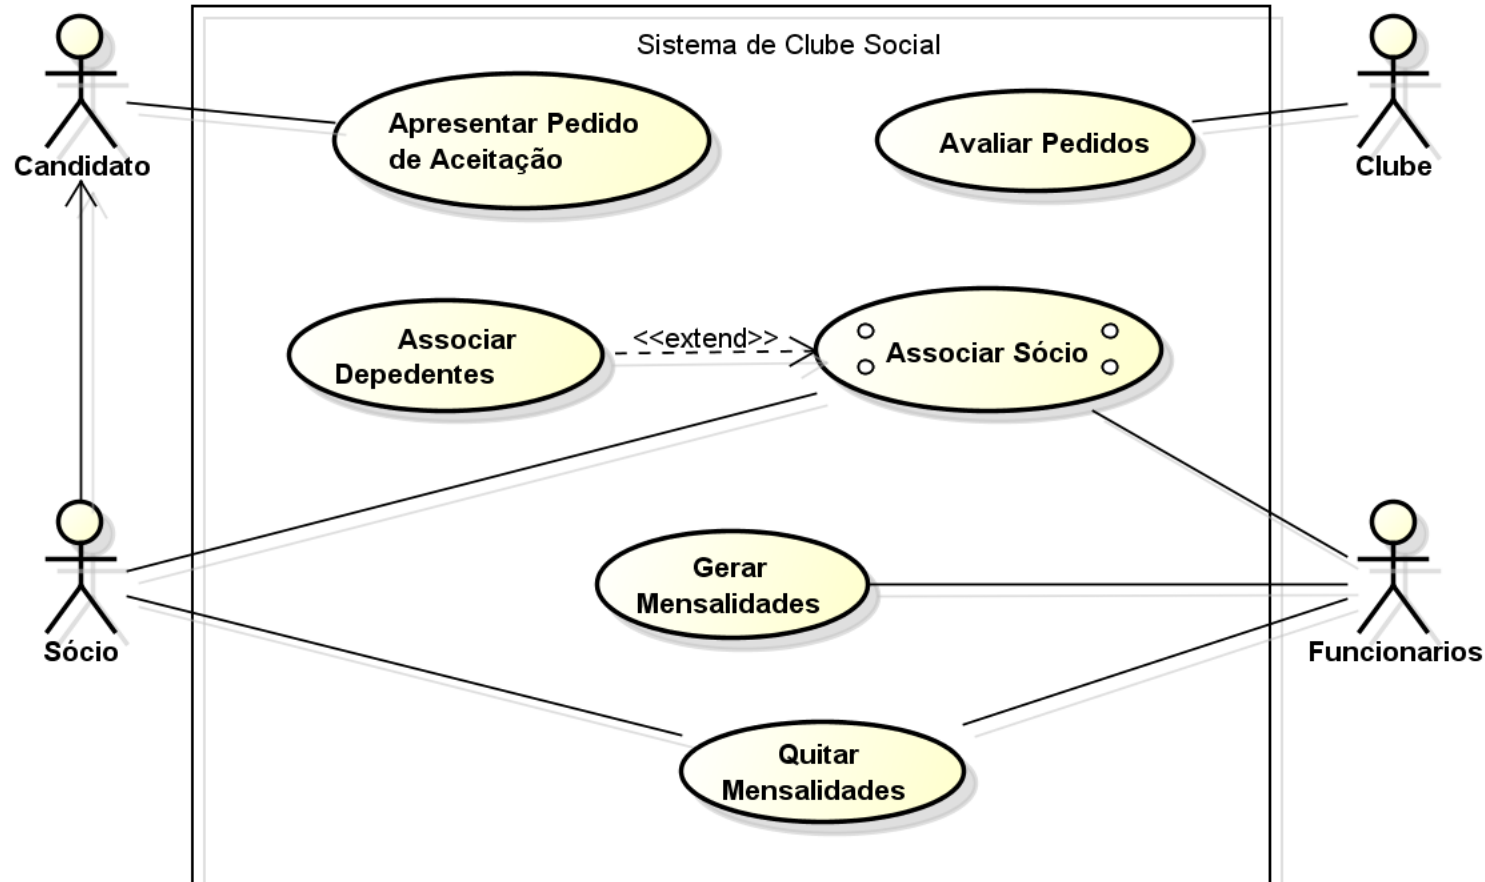 Sistema de Clube Social
Apresentar Pedido
de Aceitação
Avaliar Pedidos
Candidato
Clube
Associar
Depedentes
<<extend>>
Associar Sócio
Gerar
Mensalidades
Sócio
Funcionarios
Quitar
Mensalidades